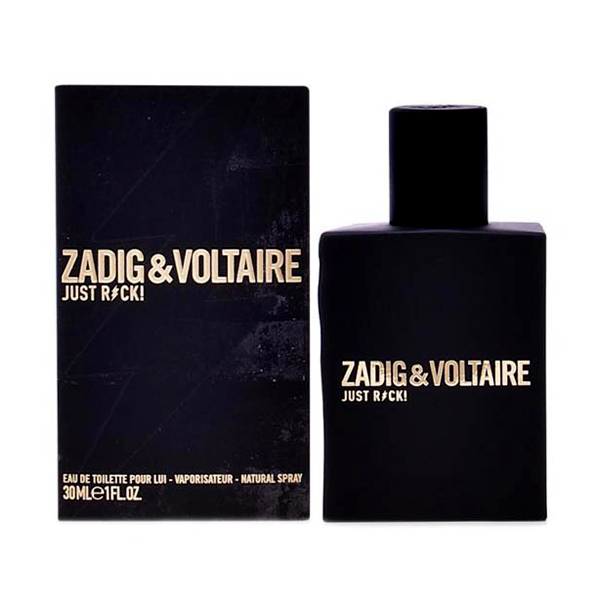 ZADIG&VOLTAIRE
JUST R⚡CK!
EAU DE TOILETTE POUR LUI - VAPORISATEUR - NATURAL SPRAY
30ML℮1FL.OZ.
ZADIG&VOLTAIRE
JUST R⚡CK!